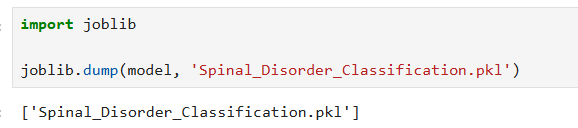 import joblib
joblib.dump(model, 'Spinal_Disorder_Classification.pkl')
: ['Spinal_Disorder_Classification.pkl']